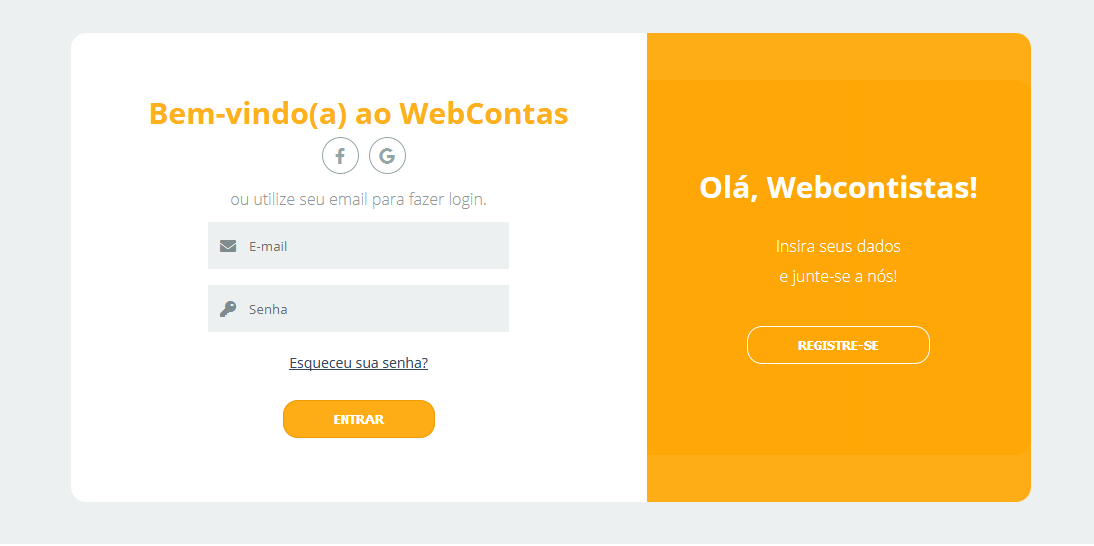 Bem-vindo(a) ao WebContas
ou utilize seu email para fazer login.
E-mail
Senha
Esqueceu sua senha?
ENTRAR
Olá, Webcontistas!
Insira seus dados
e junte-se a nós!
REGISTRE-SE